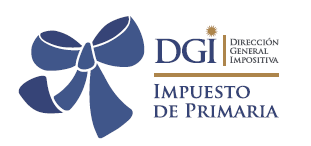 DGI
DIRECCIÓN
GENERAL
IMPOSITIVA
IMPUESTO
DE PRIMARIA